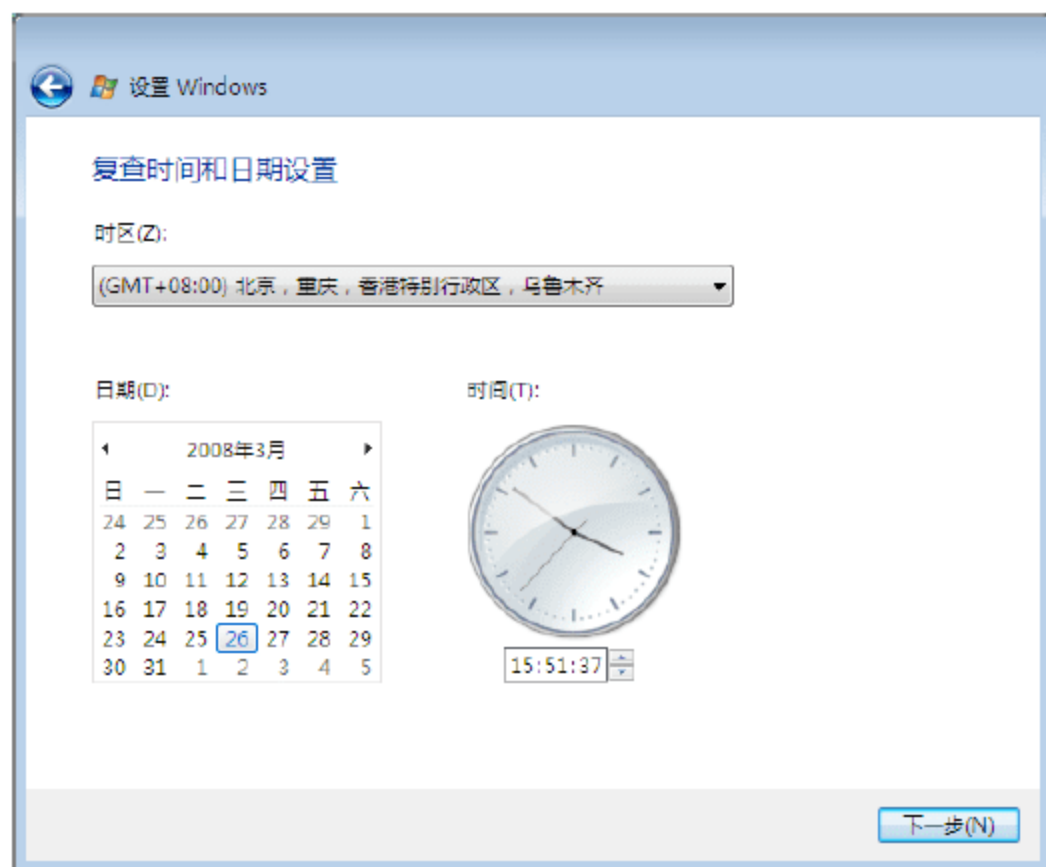 设置 Windows
复查时间和日期设置
时区(Z):
(GMT+08:00) 北京，重庆，香港特别行政区，乌鲁木齐
日期(D):
2008年3月
日 一 二 三 四 五 六
24 25 26 27 28 29 1
2 3 4 5 6 7 8
9 10 11 12 13 14 15
16 17 18 19 20 21 22
23 24 25 26 27 28 29
30 31 1 2 3 4 5
时间(T):
15:51:37
下一步(N)